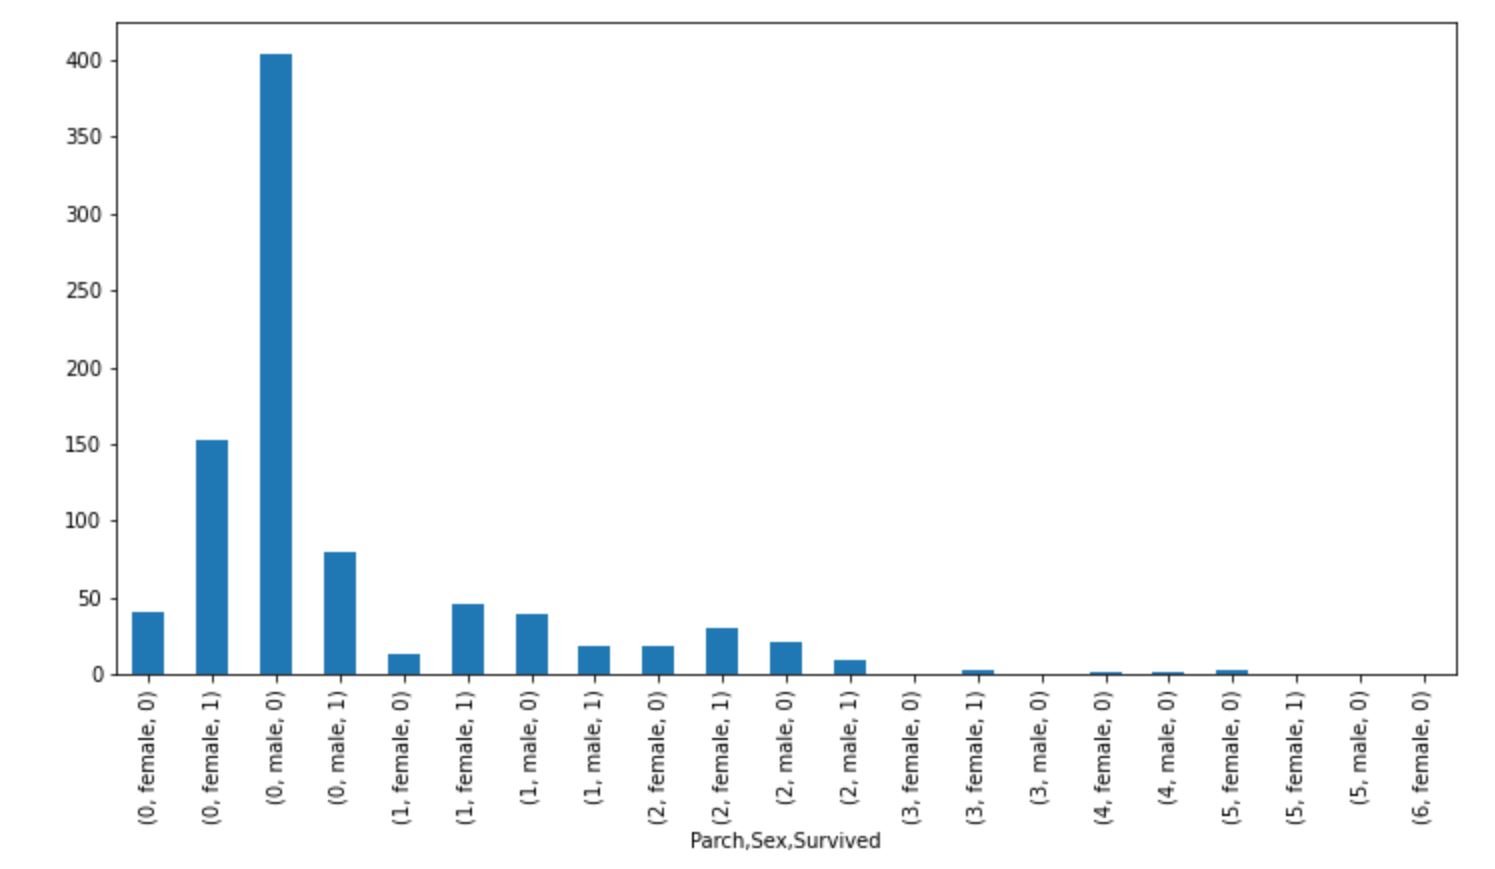 400
350
300
250
200
150
100
50
0
(0, female, 0)
(0, female, 1)
(0, male, 0)
(0, male, 1)
(1, female, 0)
(1, female, 1)
(1, male, 0)
(1, male, 1)
(2, female, 0)
(2, female, 1)
(2, male, 0)
(2, male, 1)
(3, female, 0)
(3, female, 1)
(3, male, 0)
(4, female, 0)
(4, male, 0)
(5, female, 0)
(5, female, 1)
(5, male, 0)
(6, female, 0)
Parch,Sex,Survived